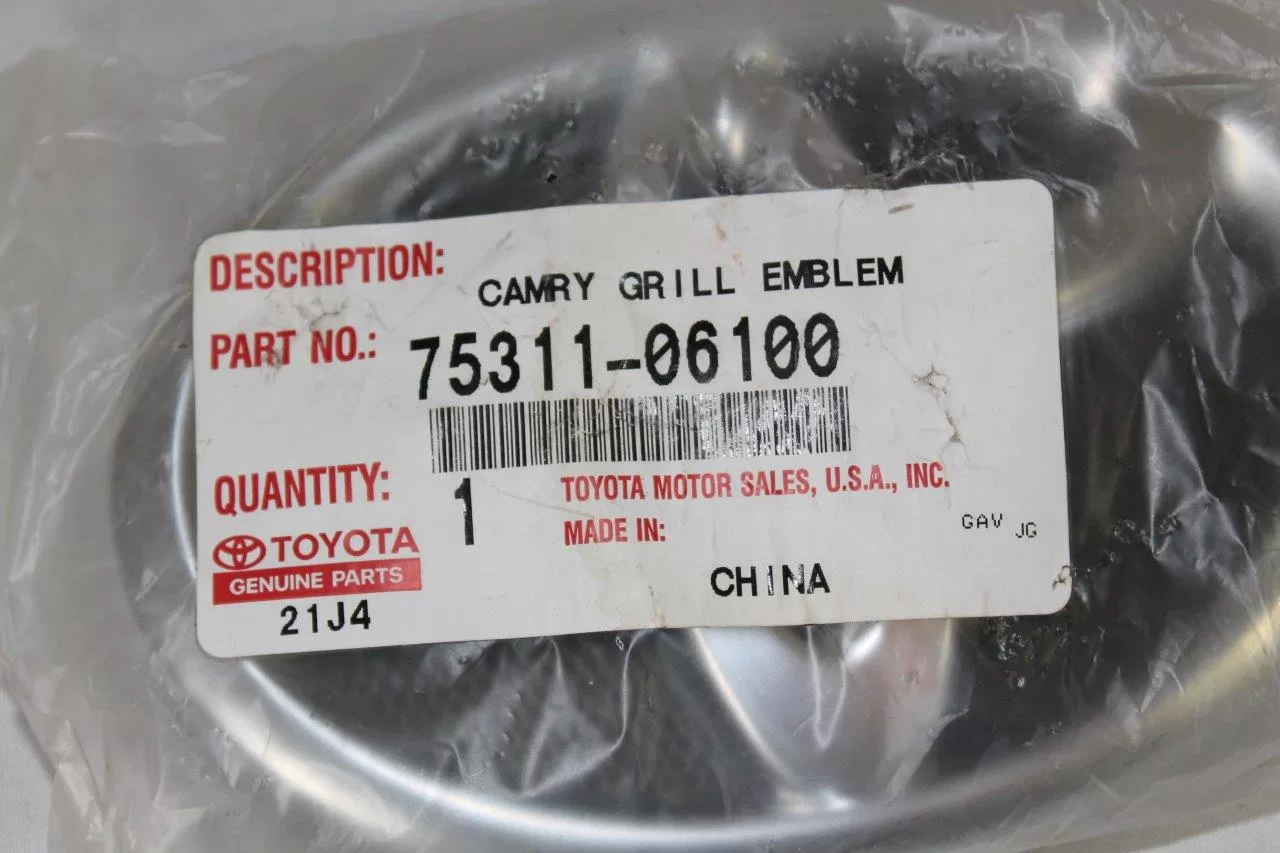 DESCRIPTION: CAMRY GRILL EMBLEM
PART NO.: 75311-06100
QUANTITY: 1
TOYOTA MOTOR SALES, U.S.A., INC.
MADE IN:
CHINA
GAV JG
TOYOTA
GENUINE PARTS
21J4